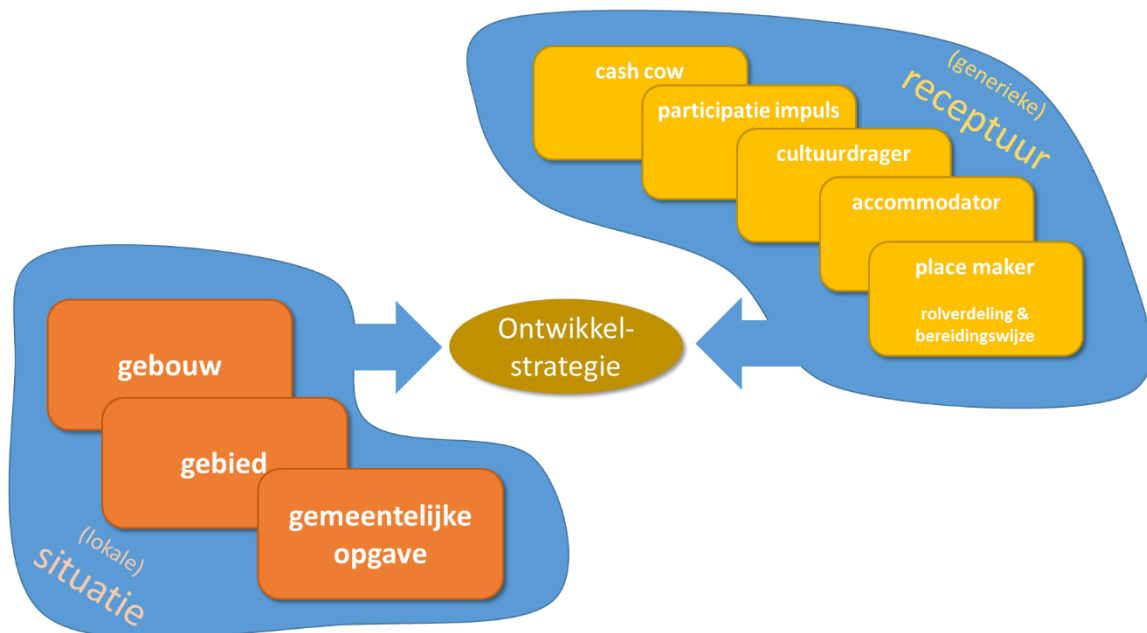 (generieke)
receptuur
cash cow
participatie impuls
cultuurdrager
accommodator
place maker
rolverdeling &
bereidingswijze
Ontwikkel-
strategie
gebouw
gebied
gemeentelijke
opgave
(lokale)
situatie